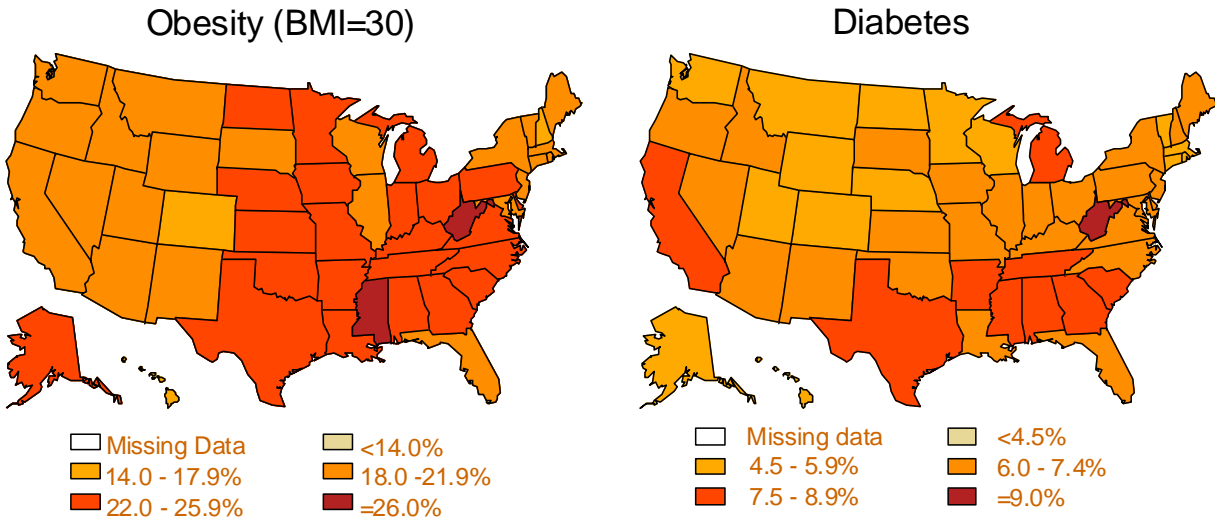 Obesity (BMI=30)
Diabetes
Missing Data
<14.0%
14.0 - 17.9%
18.0 -21.9%
22.0 - 25.9%
=26.0%
Missing data
<4.5%
4.5 - 5.9%
6.0 - 7.4%
7.5 - 8.9%
=9.0%